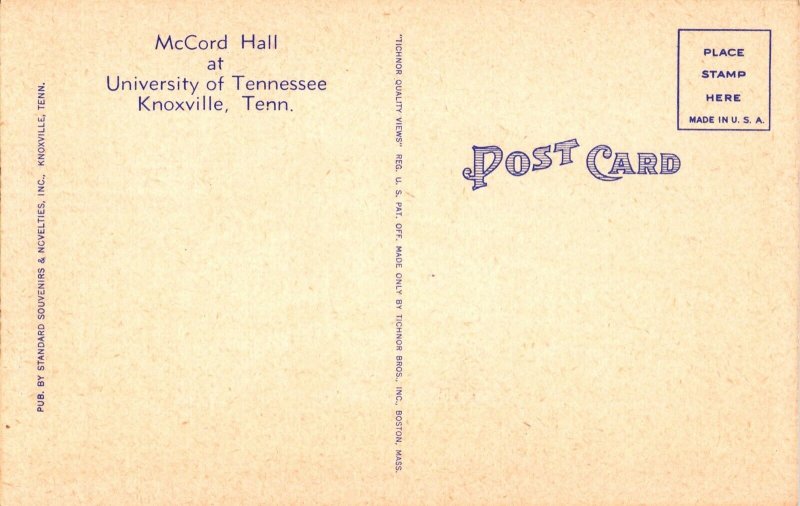 McCord Hall
at
University of Tennessee
Knoxville, Tenn.
PUB. BY STANDARD SOUVENIRS & NOVELTIES, INC., KNOXVILLE, TENN.
"TICHNOR QUALITY VIEWS" REG. U. S. PAT. OFF. MADE ONLY BY TICHNOR BROS., INC., BOSTON, MASS.
POST CARD
PLACE
STAMP
HERE
MADE IN U. S. A.